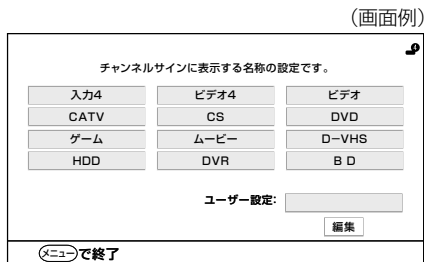 (画面例)
チャンネルサインに表示する名称の設定です。
入力4 ビデオ4 ビデオ
CATV CS DVD
ゲーム ムービー D-VHS
HDD DVR B D
ユーザー設定:
編集
メニューで終了